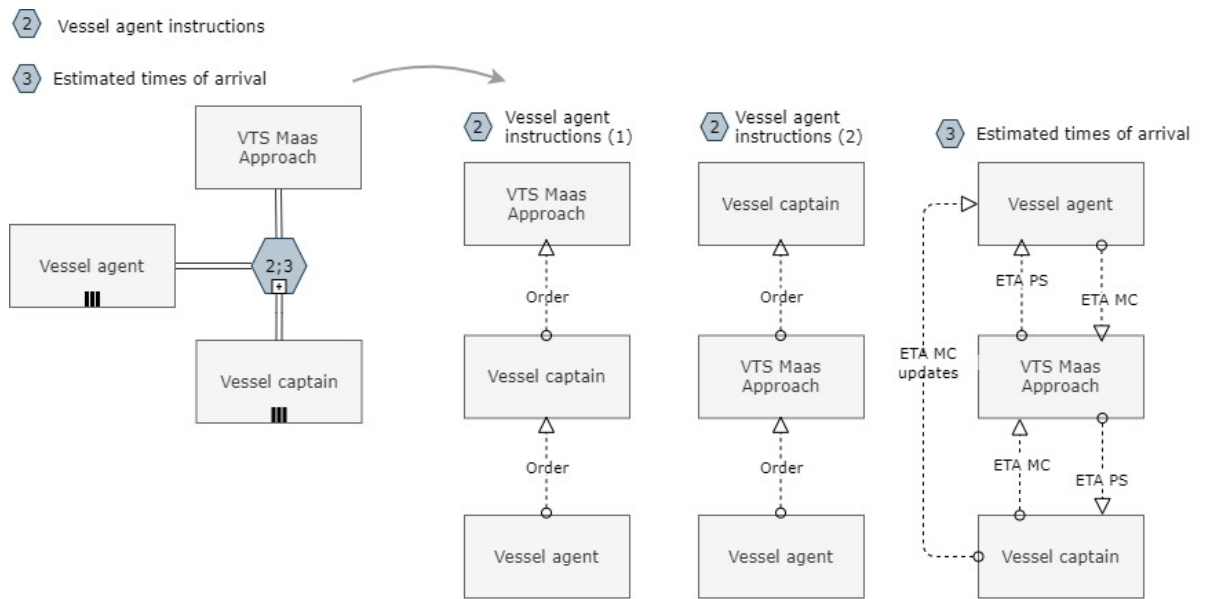 2 Vessel agent instructions
3 Estimated times of arrival
VTS Maas
Approach
Vessel agent
2;3
+
Vessel captain
2 Vessel agent
instructions (1)
VTS Maas
Approach
Order
Vessel captain
Order
Vessel agent
2 Vessel agent
instructions (2)
Vessel captain
Order
VTS Maas
Approach
Order
Vessel agent
3 Estimated times of arrival
Vessel agent
ETA PS
ETA MC
ETA MC
updates
VTS Maas
Approach
ETA MC
ETA PS
Vessel captain